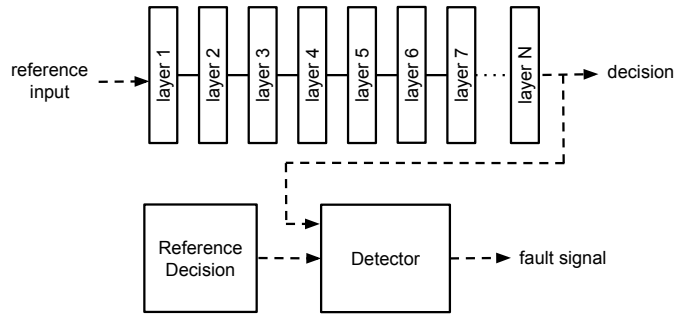 reference
input
layer 1
layer 2
layer 3
layer 4
layer 5
layer 6
layer 7
layer N
decision
Reference
Decision
Detector
fault signal